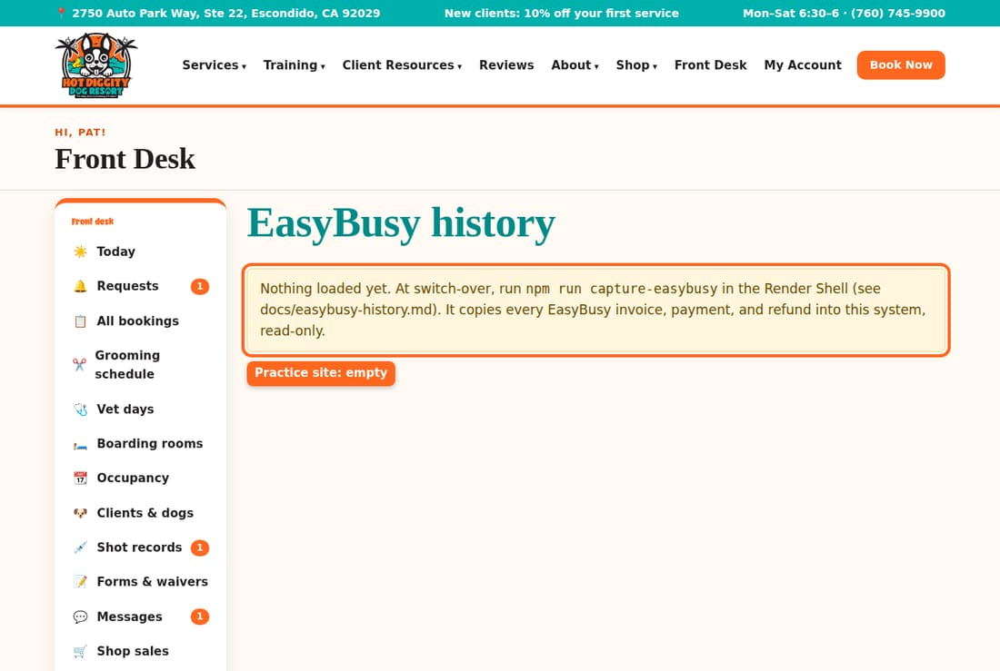 📍 2750 Auto Park Way, Ste 22, Escondido, CA 92029
New clients: 10% off your first service
Mon–Sat 6:30–6 · (760) 745-9900
HOT DIGGITY
DOG RESORT
Services ▾
Training ▾
Client Resources ▾
Reviews
About ▾
Shop ▾
Front Desk
My Account
Book Now
HI, PAT!
Front Desk
Front desk
☀️ Today
🔔 Requests 1
📋 All bookings
✂️ Grooming
schedule
🩺 Vet days
🛏️ Boarding rooms
📆 Occupancy
🐶 Clients & dogs
💉 Shot records 1
📝 Forms & waivers
💬 Messages 1
🛒 Shop sales
EasyBusy history
Nothing loaded yet. At switch-over, run npm run capture-easybusy in the Render Shell (see
docs/easybusy-history.md). It copies every EasyBusy invoice, payment, and refund into this system,
read-only.
Practice site: empty